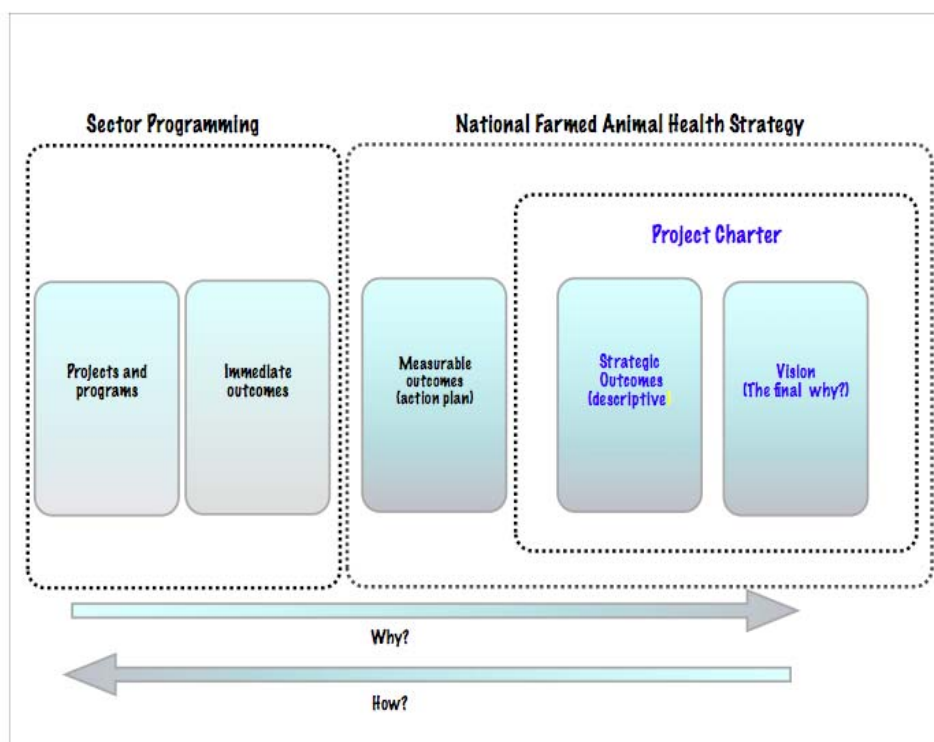 Sector Programming
National Farmed Animal Health Strategy
Project Charter
Projects and
programs
Immediate
outcomes
Measurable
outcomes
(action plan)
Strategic
Outcomes
(descriptive)
Vision
(The final why?)
Why?
How?